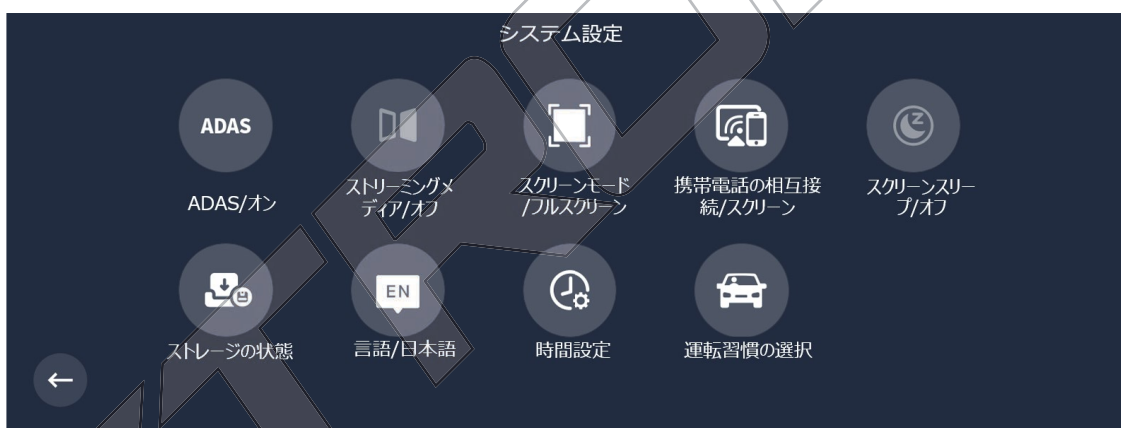 システム設定
ADAS
ADAS/オン
ストリーミングメ
ディア/オフ
スクリーンモード
/フルスクリーン
携帯電話の相互接
続/スクリーン
Z
スクリーンスリー
プ/オフ
ストレージの状態
EN
言語/日本語
時間設定
運転習慣の選択